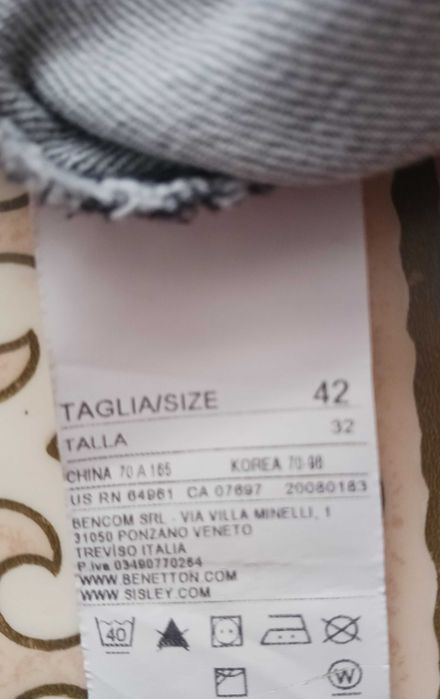 TAGLIA/SIZE 42
TALLA 32
CHINA 70 A 165 KOREA 70-98
US RN 64961 CA 07697 20080183
BENCOM SRL - VIA VILLA MINELLI, 1
31050 PONZANO VENETO
TREVISO ITALIA
P.iva 03490770264
WWW.BENETTON.COM
WWW.SISLEY.COM
40
W